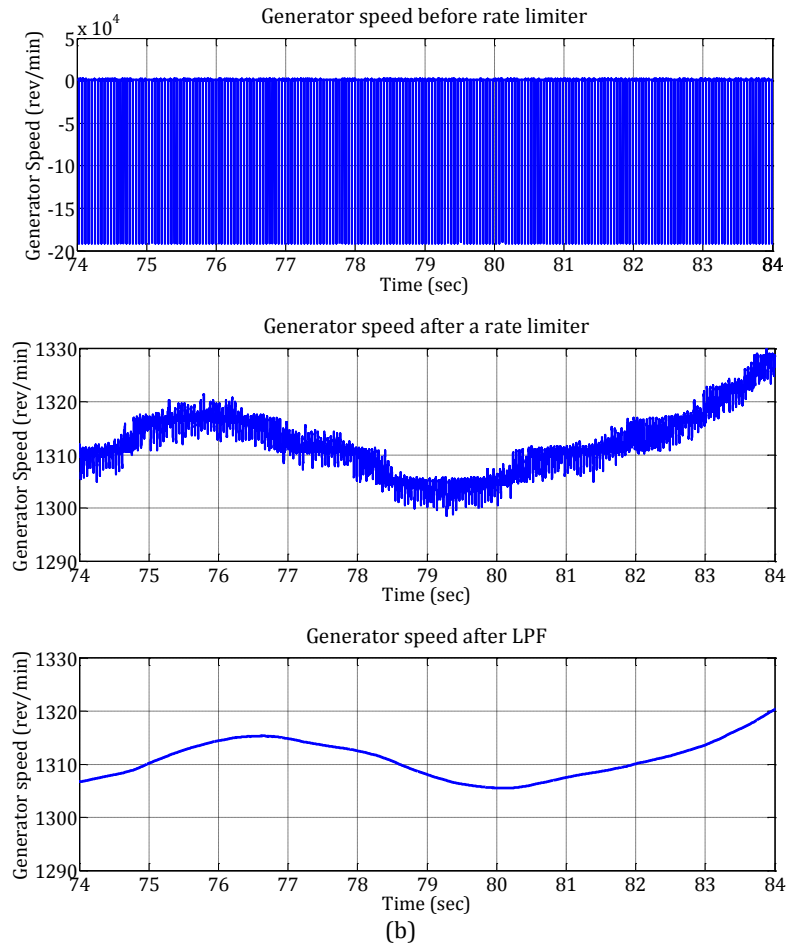 Generator speed before rate limiter
5 x 10^4
0
-5
-10
-15
-20
Generator Speed (rev/min)
74 75 76 77 78 79 80 81 82 83 84
Time (sec)
Generator speed after a rate limiter
1330
1320
1310
1300
1290
Generator Speed (rev/min)
74 75 76 77 78 79 80 81 82 83 84
Time (sec)
Generator speed after LPF
1330
1320
1310
1300
1290
Generator speed (rev/min)
74 75 76 77 78 79 80 81 82 83 84
Time (sec)
(b)